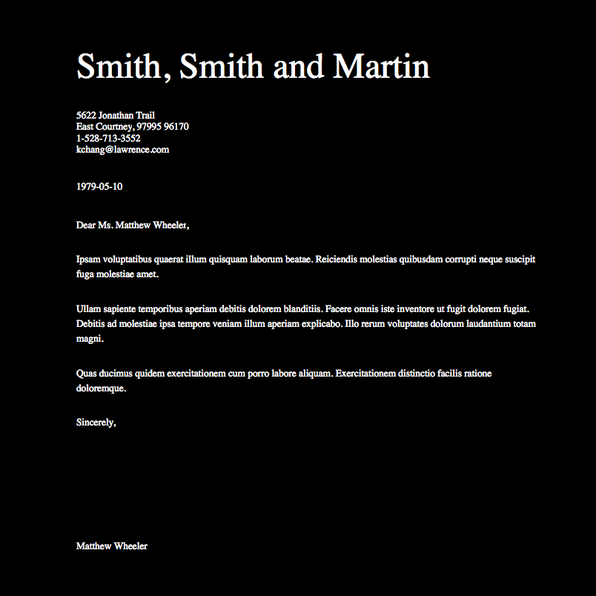 Smith, Smith and Martin
5622 Jonathan Trail
East Courtney, 97995 96170
1-528-713-3552
kchang@lawrence.com
1979-05-10
Dear Ms. Matthew Wheeler,
Ipsam voluptatibus quaerat illum quisquam laborum beatae. Reiciendis molestias quibusdam corrupti neque suscipit
fuga molestiae amet.
Ullam sapiente temporibus aperiam debitis dolorem blanditiis. Facere omnis iste inventore ut fugit dolorem fugiat.
Debitis ad molestiae ipsa tempore veniam illum aperiam explicabo. Illo rerum voluptates dolorum laudantium totam
magni.
Quas ducimus quidem exercitationem cum porro labore aliquam. Exercitationem distinctio facilis ratione
doloremque.
Sincerely,
Matthew Wheeler